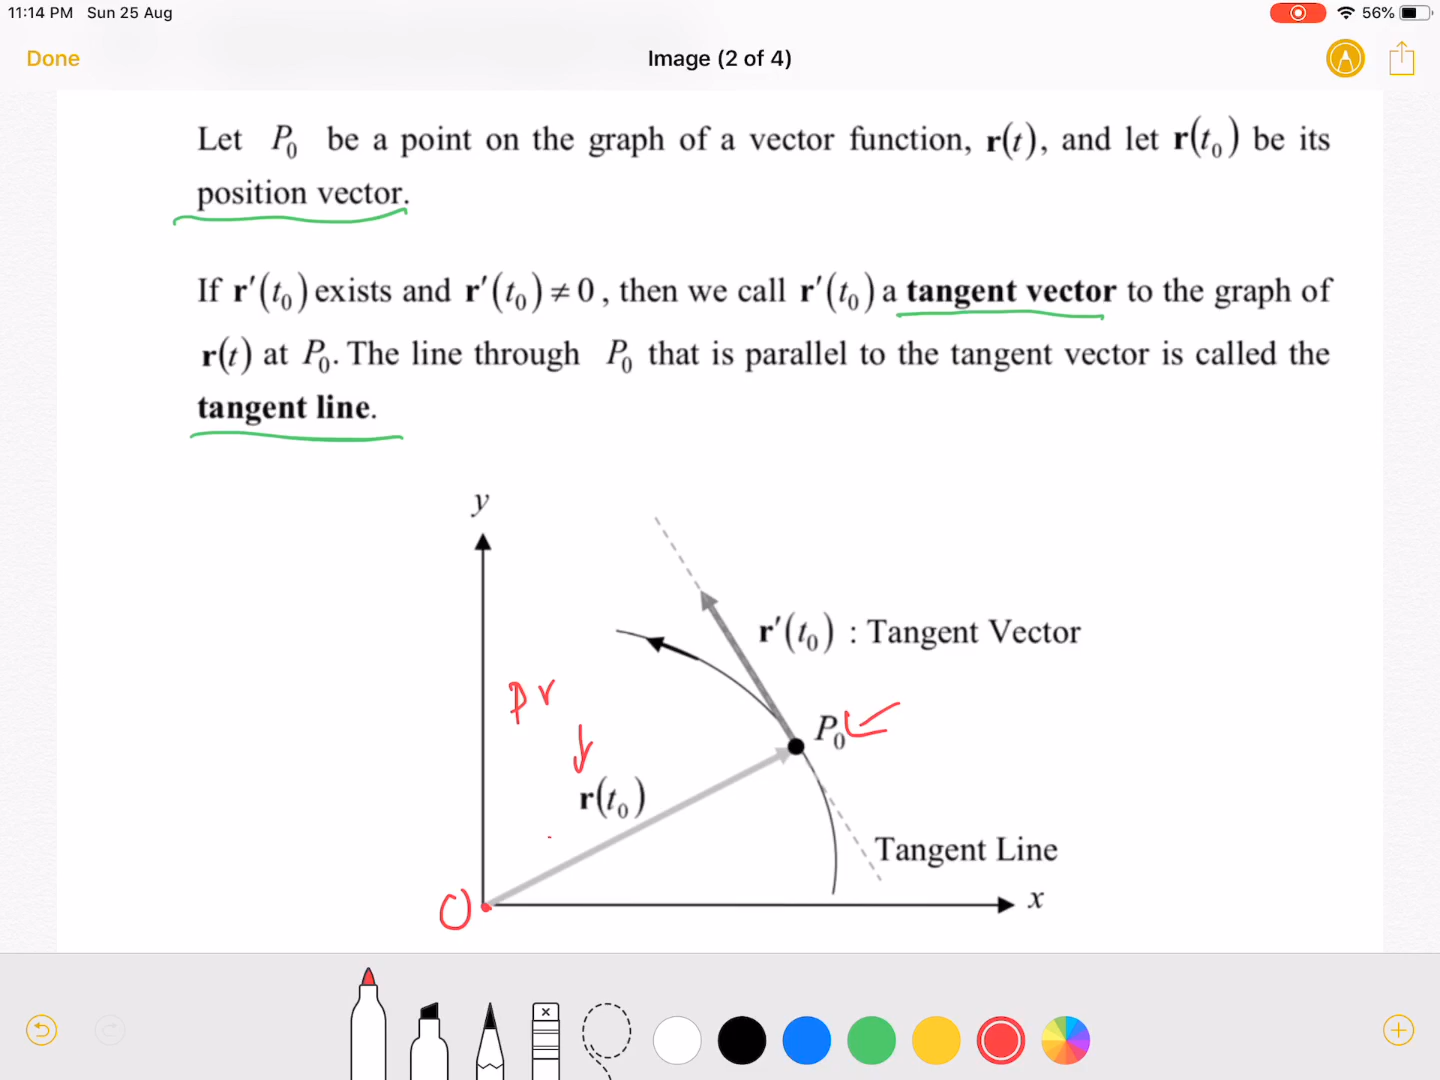 11:14 PM Sun 25 Aug 56%
Done Image (2 of 4)
Let P₀ be a point on the graph of a vector function, r(t), and let r(t₀) be its
position vector.
If r′(t₀) exists and r′(t₀) ≠ 0, then we call r′(t₀) a tangent vector to the graph of
r(t) at P₀. The line through P₀ that is parallel to the tangent vector is called the
tangent line.
y
r′(t₀) : Tangent Vector
P₀
r(t₀)
Tangent Line
O
x